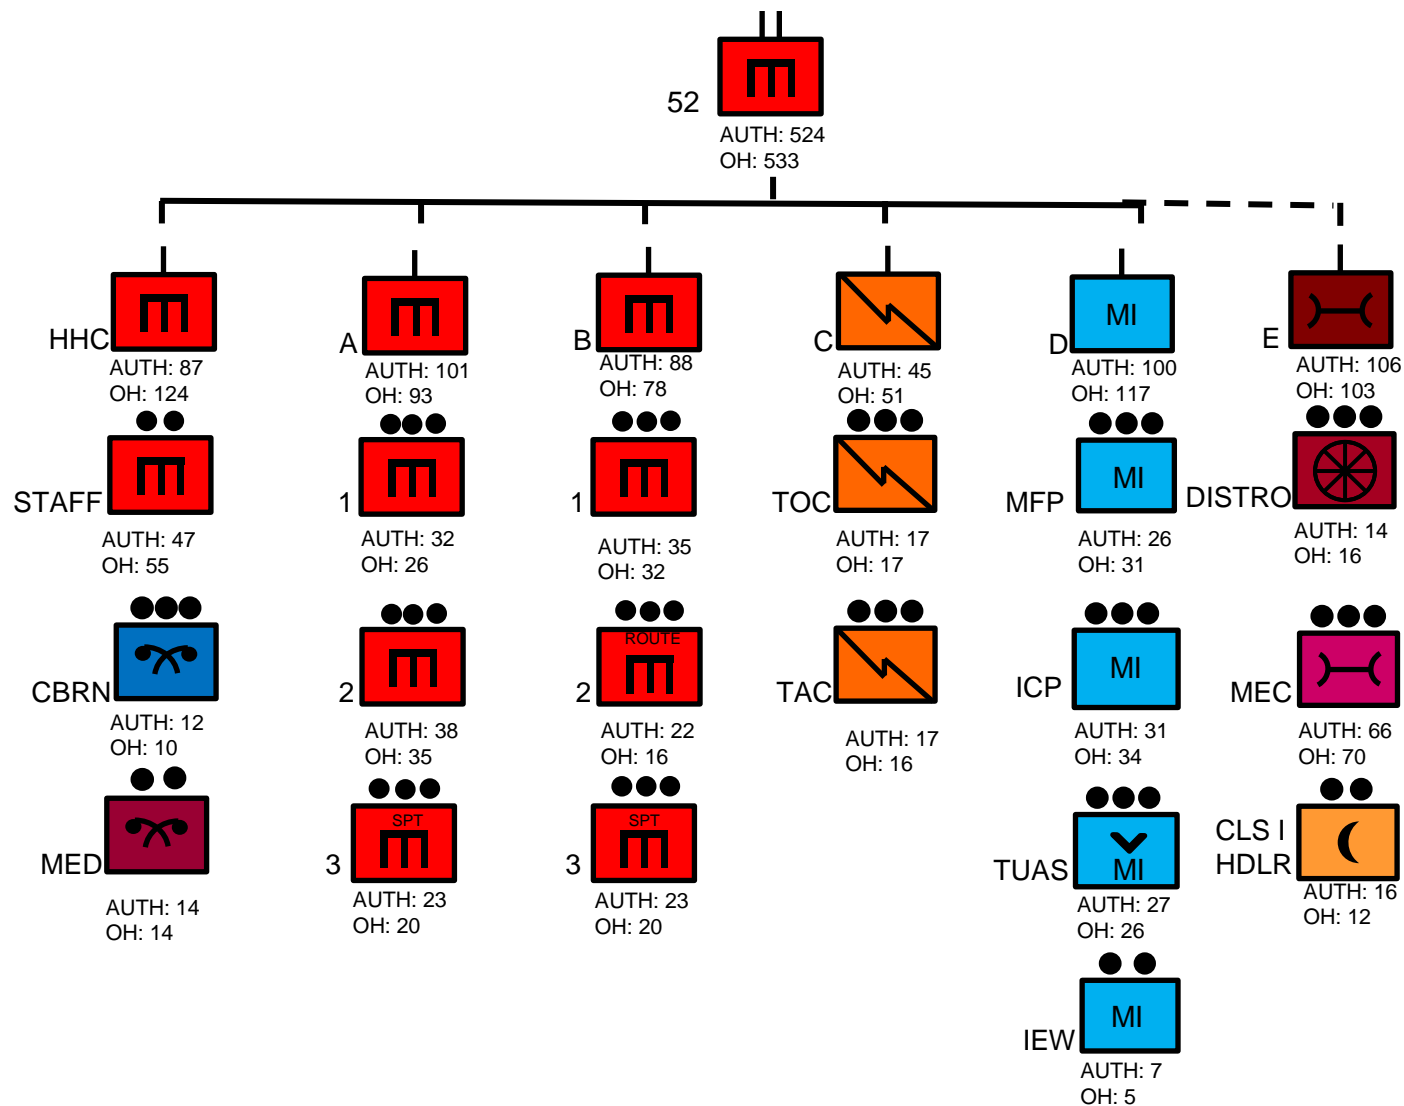 52
AUTH: 524
OH: 533
HHC
AUTH: 87
OH: 124
A
AUTH: 101
OH: 93
B
AUTH: 88
OH: 78
C
AUTH: 45
OH: 51
MI
D
AUTH: 100
OH: 117
E
AUTH: 106
OH: 103
STAFF
AUTH: 47
OH: 55
1
AUTH: 32
OH: 26
1
AUTH: 35
OH: 32
TOC
AUTH: 17
OH: 17
MI
MFP
AUTH: 26
OH: 31
DISTRO
AUTH: 14
OH: 16
CBRN
AUTH: 12
OH: 10
2
AUTH: 38
OH: 35
ROUTE
2
AUTH: 22
OH: 16
TAC
AUTH: 17
OH: 16
MI
ICP
AUTH: 31
OH: 34
MEC
AUTH: 66
OH: 70
MED
AUTH: 14
OH: 14
SPT
3
AUTH: 23
OH: 20
SPT
3
AUTH: 23
OH: 20
MI
TUAS
AUTH: 27
OH: 26
CLS I
HDLR
AUTH: 16
OH: 12
MI
IEW
AUTH: 7
OH: 5